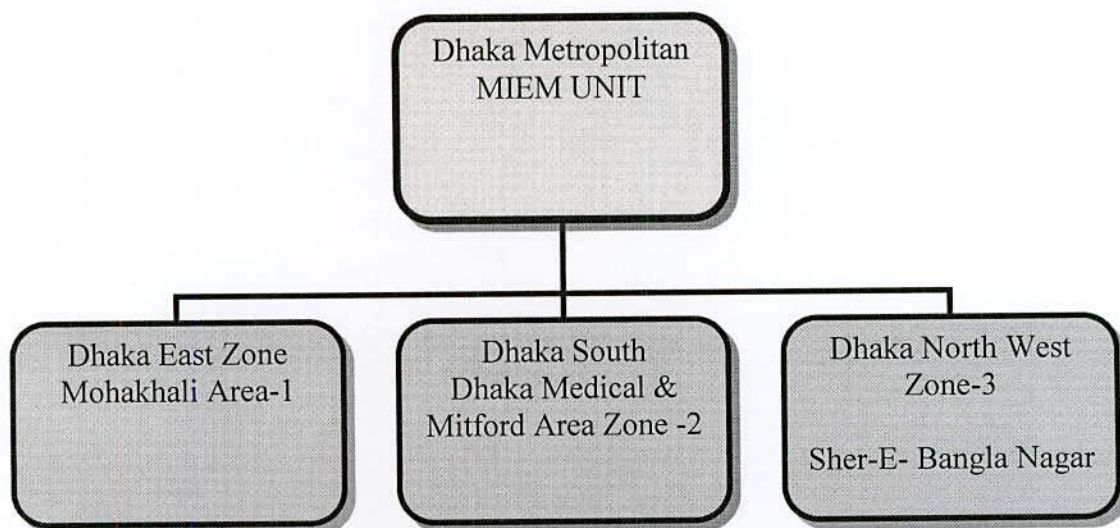 Dhaka Metropolitan
MIEM UNIT
Dhaka East Zone
Mohakhali Area-1
Dhaka South
Dhaka Medical &
Mitford Area Zone -2
Dhaka North West
Zone-3
Sher-E- Bangla Nagar